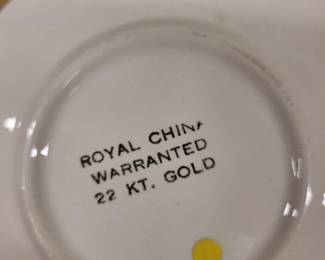 ROYAL CHINA
WARRANTED
22 KT. GOLD